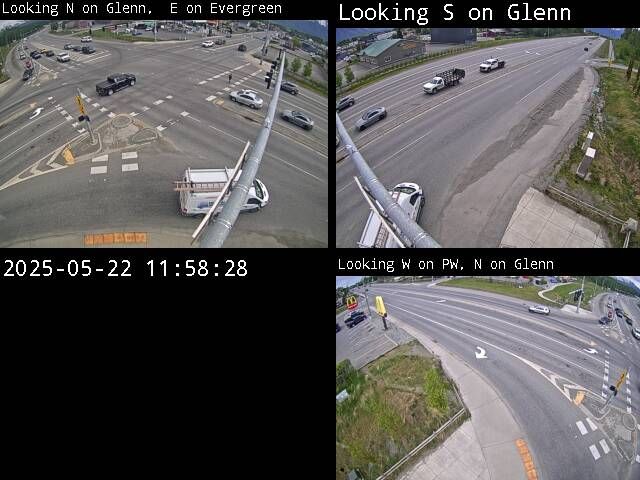 Looking N on Glenn, E on Evergreen
Looking S on Glenn
2025-05-22 11:58:28
Looking W on PW, N on Glenn